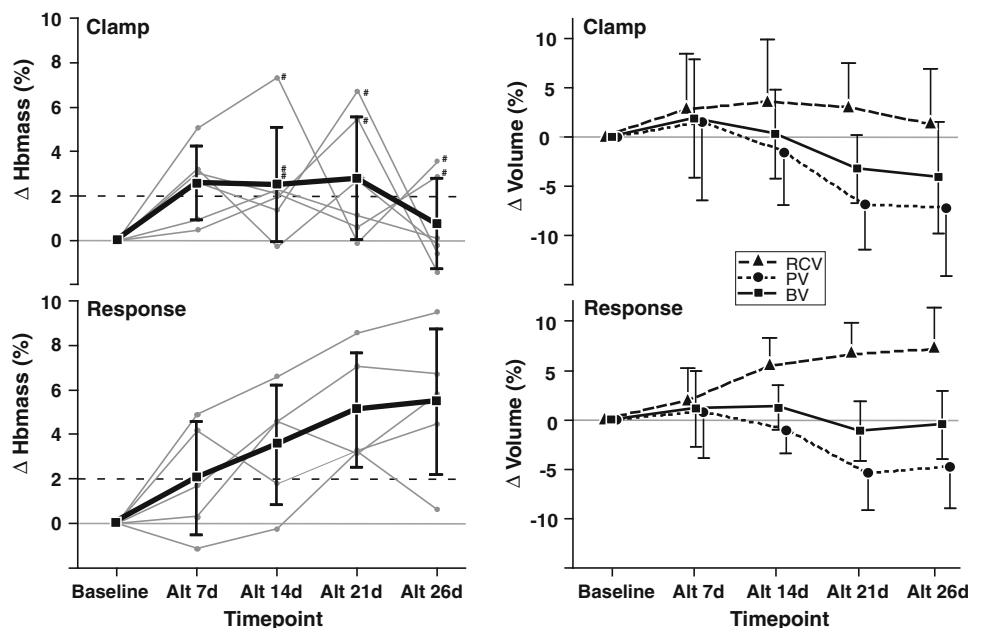 Clamp
Δ Hbmass (%)
10
8
6
4
2
0
#
#
#
#
#
#
#
Response
Δ Hbmass (%)
10
8
6
4
2
0
Baseline Alt 7d Alt 14d Alt 21d Alt 26d
Timepoint
Clamp
Δ Volume (%)
10
5
0
-5
-10
RCV
PV
BV
Response
Δ Volume (%)
10
5
0
-5
-10
Baseline Alt 7d Alt 14d Alt 21d Alt 26d
Timepoint